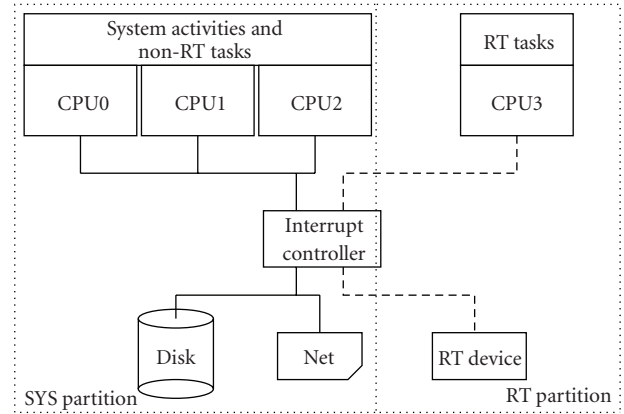 System activities and
non-RT tasks
RT tasks
CPU0
CPU1
CPU2
CPU3
Interrupt
controller
Disk
Net
RT device
SYS partition
RT partition